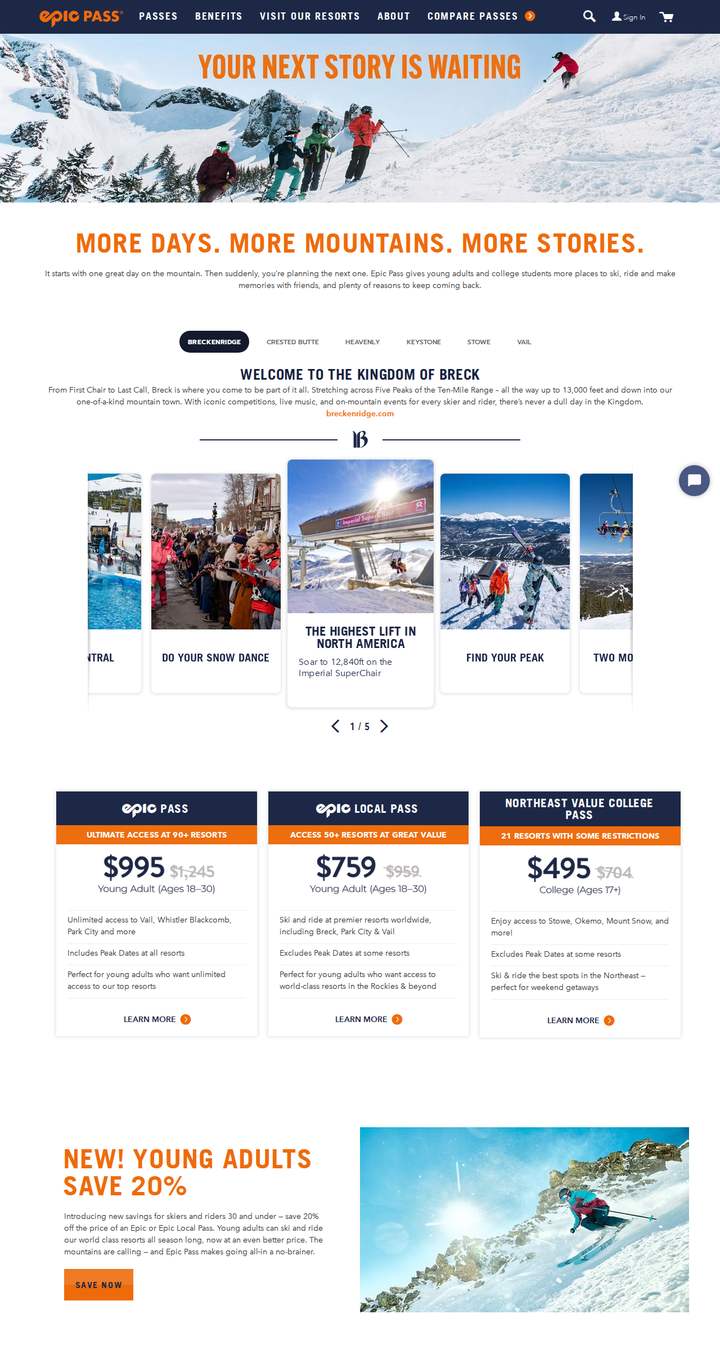 epic PASS
PASSES
BENEFITS
VISIT OUR RESORTS
ABOUT
COMPARE PASSES
Sign In
YOUR NEXT STORY IS WAITING
MORE DAYS. MORE MOUNTAINS. MORE STORIES.
It starts with one great day on the mountain. Then suddenly, you're planning the next one. Epic Pass gives young adults and college students more places to ski, ride and make
memories with friends, and plenty of reasons to keep coming back.
BRECKENRIDGE
CRESTED BUTTE
HEAVENLY
KEYSTONE
STOWE
VAIL
WELCOME TO THE KINGDOM OF BRECK
From First Chair to Last Call, Breck is where you come to be part of it all. Stretching across Five Peaks of the Ten-Mile Range – all the way up to 13,000 feet and down into our
one-of-a-kind mountain town. With iconic competitions, live music, and on-mountain events for every skier and rider, there's never a dull day in the Kingdom.
breckenridge.com
B
Imperial Super
NTRAL
DO YOUR SNOW DANCE
THE HIGHEST LIFT IN
NORTH AMERICA
Soar to 12,840ft on the
Imperial SuperChair
FIND YOUR PEAK
TWO MO
1 / 5
epic PASS
ULTIMATE ACCESS AT 90+ RESORTS
$995 $1,245
Young Adult (Ages 18–30)
Unlimited access to Vail, Whistler Blackcomb,
Park City and more
Includes Peak Dates at all resorts
Perfect for young adults who want unlimited
access to our top resorts
LEARN MORE
epic LOCAL PASS
ACCESS 50+ RESORTS AT GREAT VALUE
$759 $959
Young Adult (Ages 18–30)
Ski and ride at premier resorts worldwide,
including Breck, Park City & Vail
Excludes Peak Dates at some resorts
Perfect for young adults who want access to
world-class resorts in the Rockies & beyond
LEARN MORE
NORTHEAST VALUE COLLEGE
PASS
21 RESORTS WITH SOME RESTRICTIONS
$495 $704
College (Ages 17+)
Enjoy access to Stowe, Okemo, Mount Snow, and
more!
Excludes Peak Dates at some resorts
Ski & ride the best spots in the Northeast –
perfect for weekend getaways
LEARN MORE
NEW! YOUNG ADULTS
SAVE 20%
Introducing new savings for skiers and riders 30 and under – save 20%
off the price of an Epic or Epic Local Pass. Young adults can ski and ride
our world class resorts all season long, now at an even better price. The
mountains are calling – and Epic Pass makes going all-in a no-brainer.
SAVE NOW